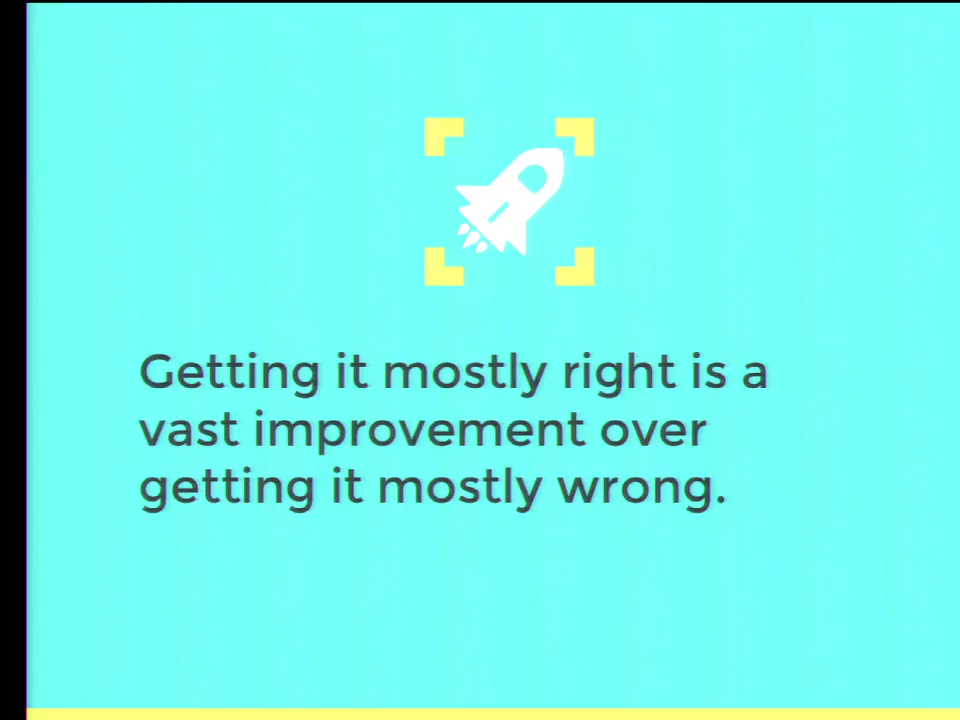 Getting it mostly right is a
vast improvement over
getting it mostly wrong.